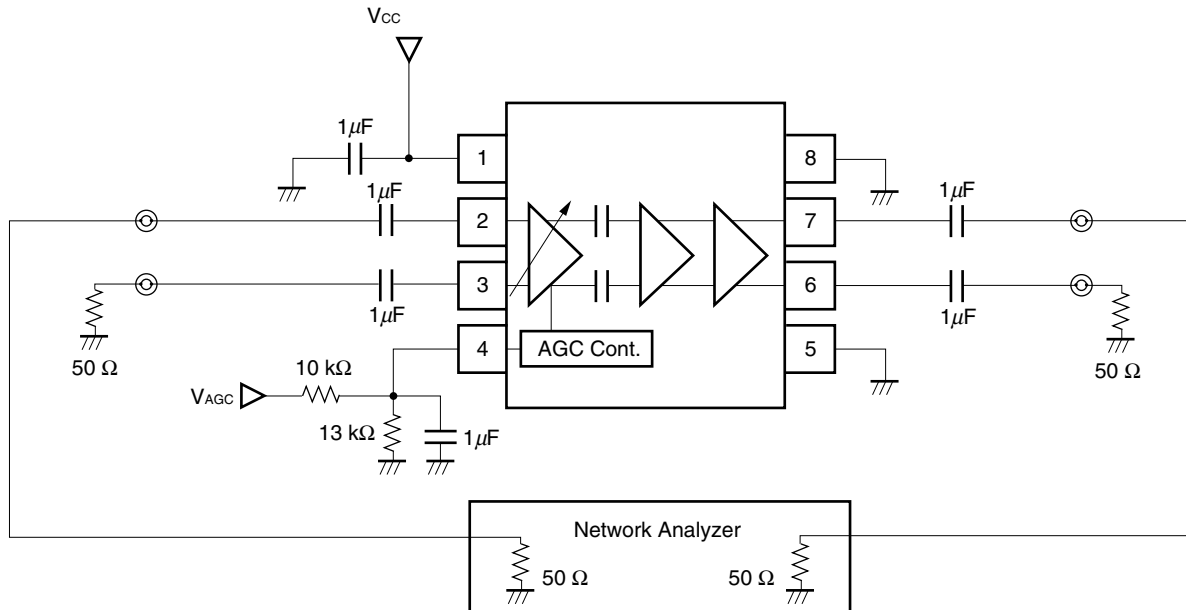 VCC
1μF
1 8
1μF 1μF
2 7
3 6
1μF 1μF
4 AGC Cont. 5
50 Ω 10 kΩ 50 Ω
VAGC
13 kΩ 1μF
Network Analyzer
50 Ω 50 Ω